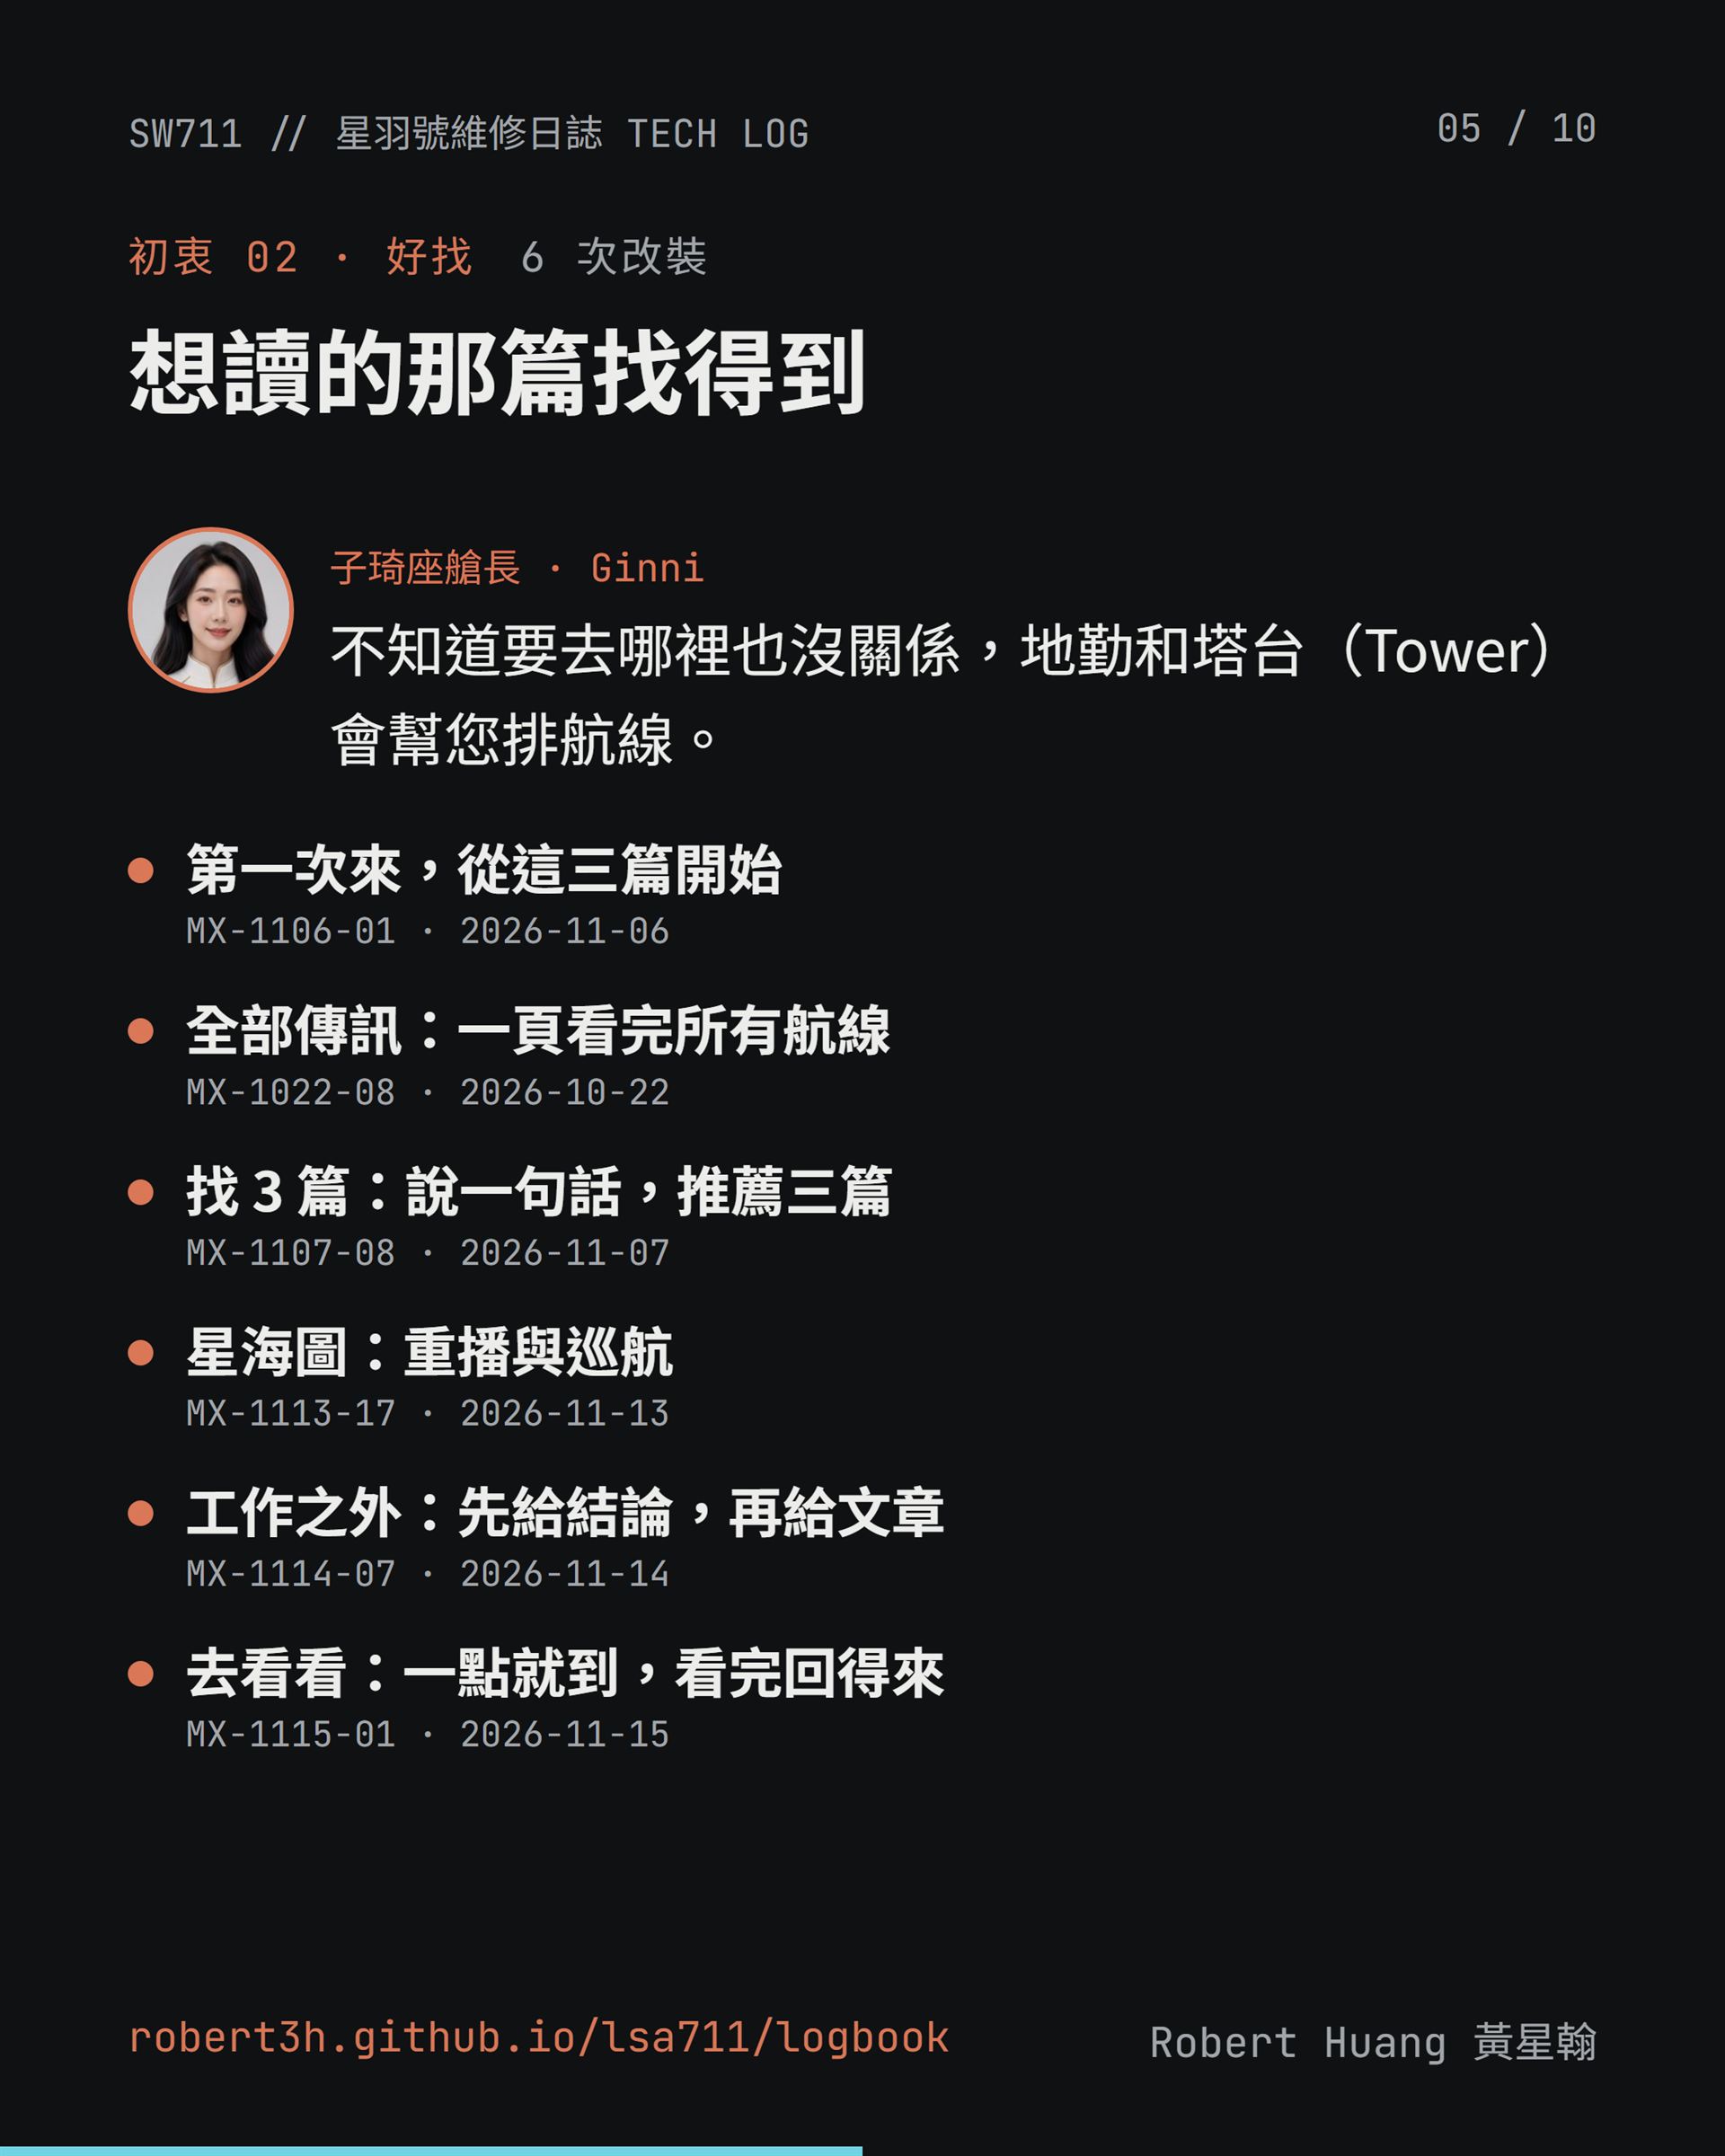 SW711 // 星羽號維修日誌 TECH LOG
05 / 10
初衷 02 · 好找 6 次改裝
想讀的那篇找得到
子琦座艙長 · Ginni
不知道要去哪裡也沒關係，地勤和塔台（Tower）
會幫您排航線。
第一次來，從這三篇開始
MX-1106-01 · 2026-11-06
全部傳訊：一頁看完所有航線
MX-1022-08 · 2026-10-22
找 3 篇：說一句話，推薦三篇
MX-1107-08 · 2026-11-07
星海圖：重播與巡航
MX-1113-17 · 2026-11-13
工作之外：先給結論，再給文章
MX-1114-07 · 2026-11-14
去看看：一點就到，看完回得來
MX-1115-01 · 2026-11-15
robert3h.github.io/lsa711/logbook
Robert Huang 黃星翰